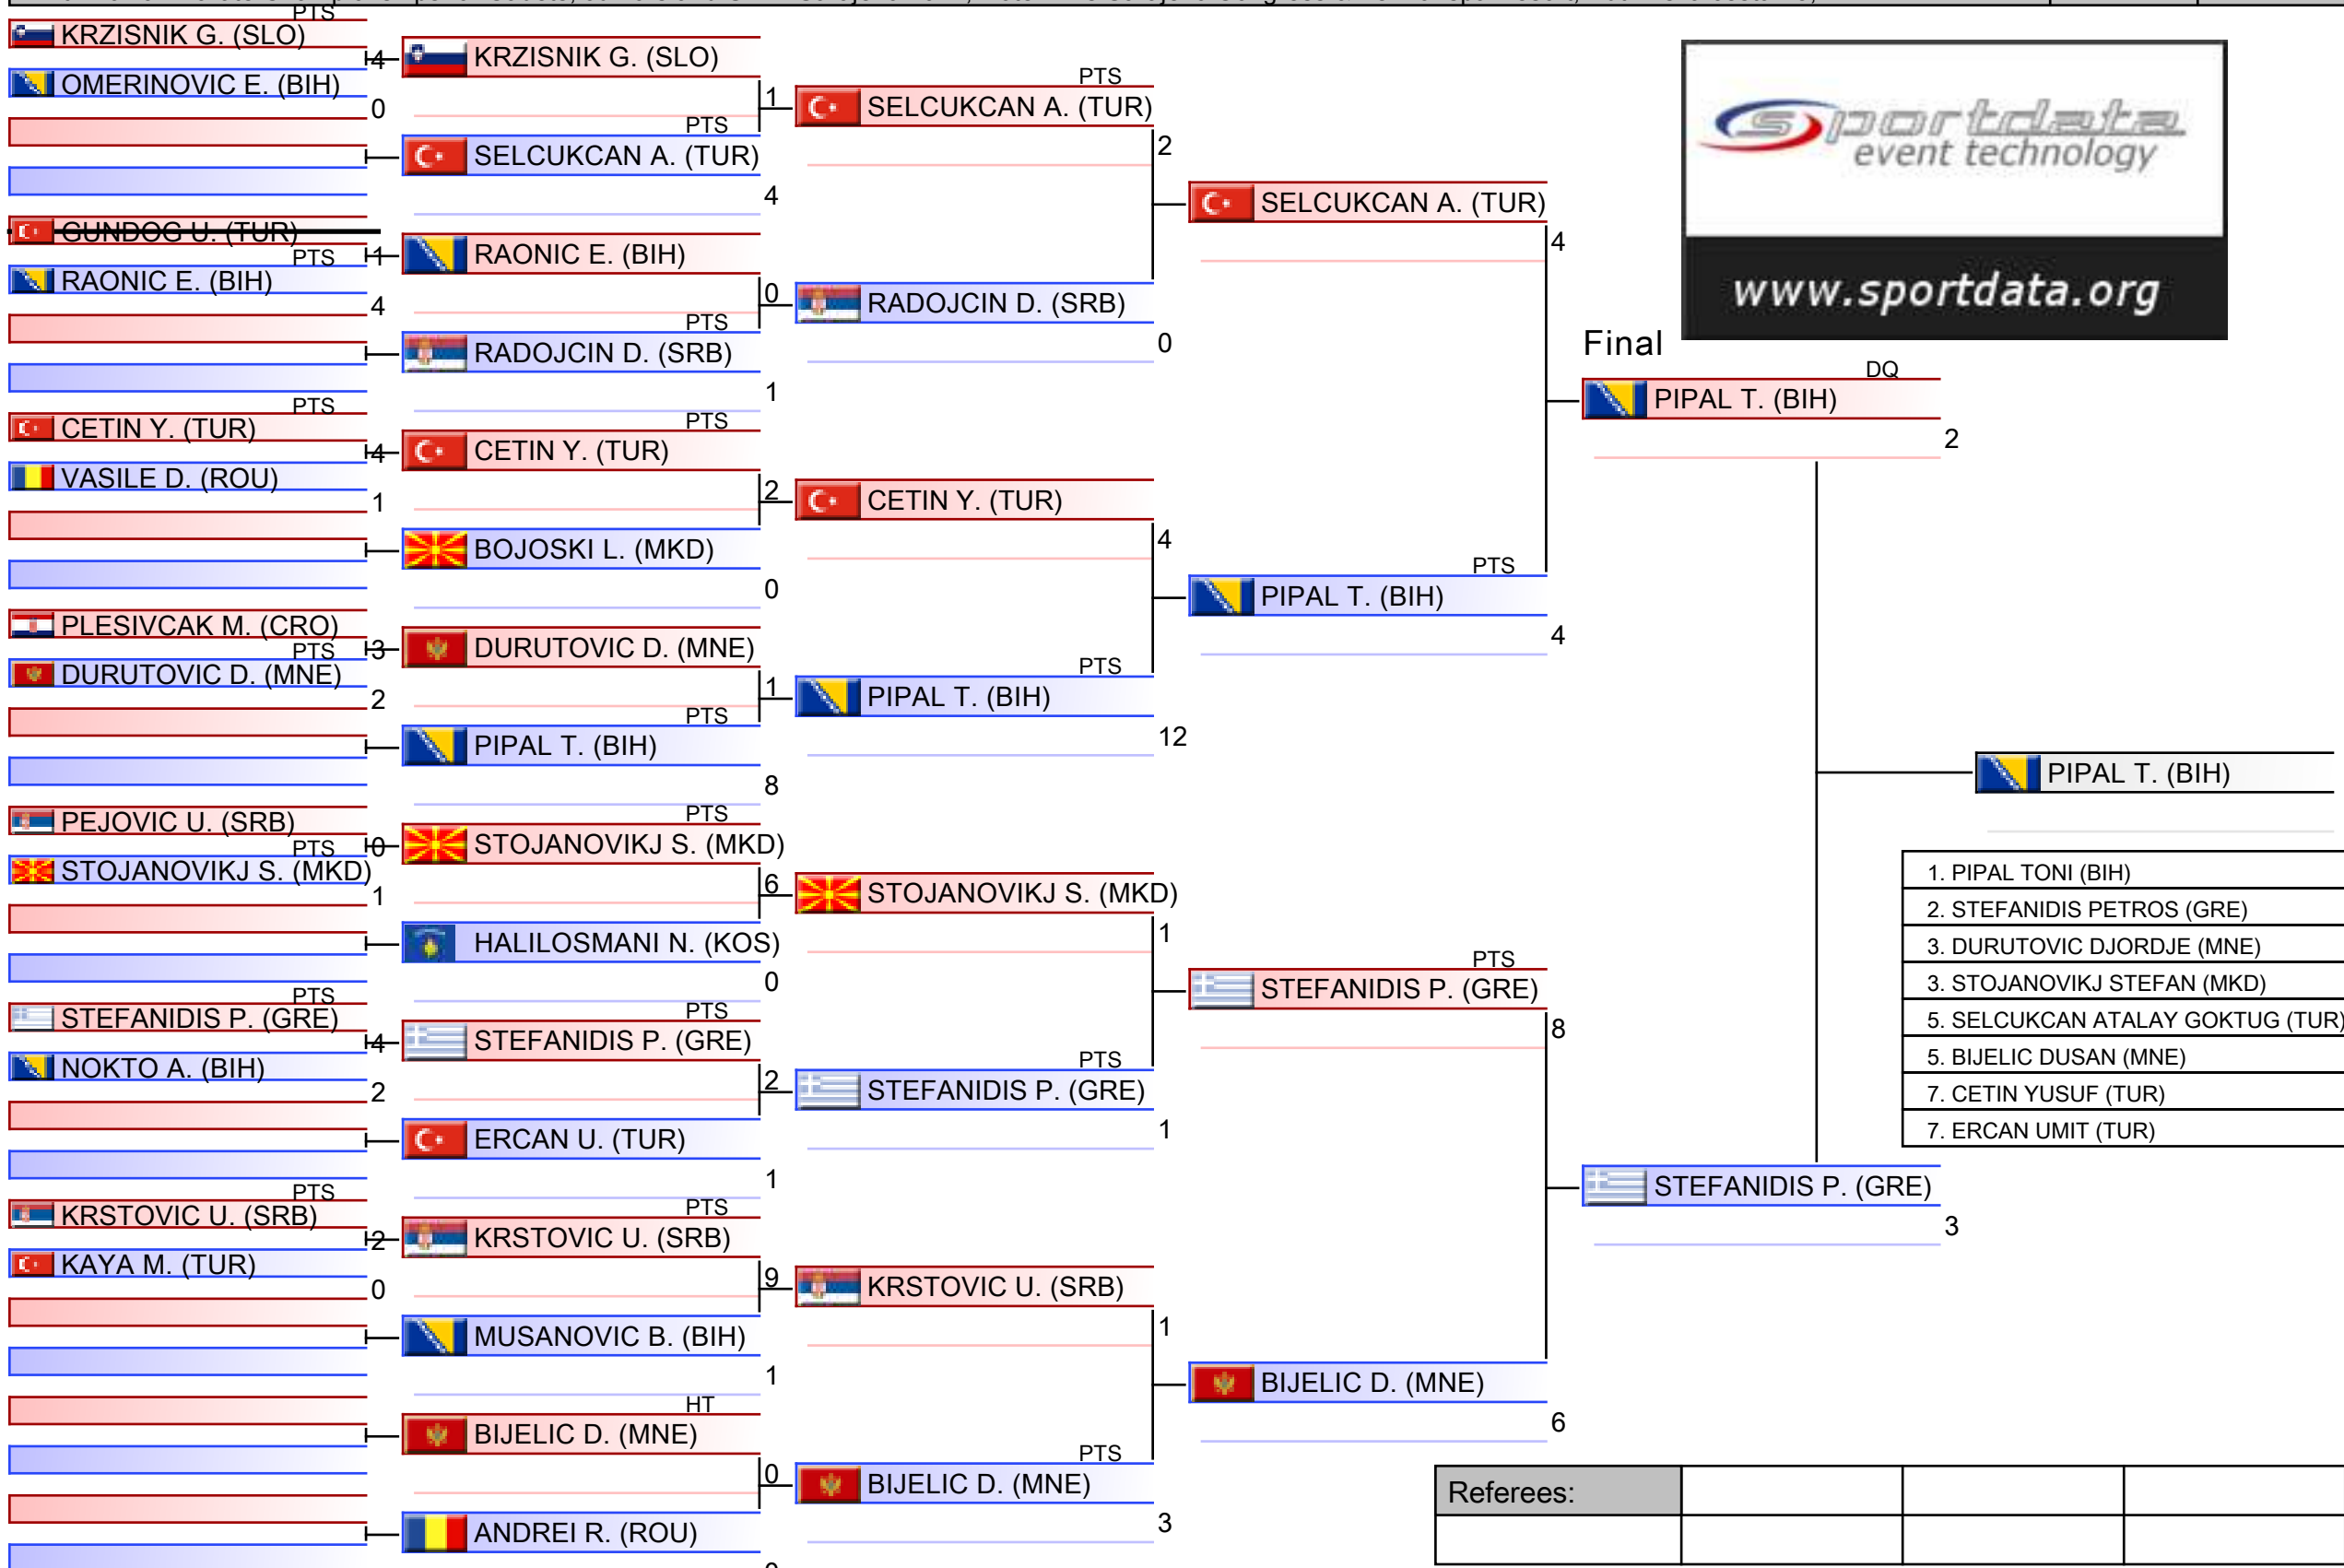 PTS
KRZISNIK G. (SLO)
4
OMERINOVIC E. (BIH)
0
GUNDOG U. (TUR)
1
PTS
RAONIC E. (BIH)
4
PTS
CETIN Y. (TUR)
4
VASILE D. (ROU)
1
PLESIVCAK M. (CRO)
3
PTS
DURUTOVIC D. (MNE)
2
PEJOVIC U. (SRB)
0
PTS
STOJANOVIKJ S. (MKD)
1
PTS
STEFANIDIS P. (GRE)
4
NOKTO A. (BIH)
2
PTS
KRSTOVIC U. (SRB)
2
KAYA M. (TUR)
0
KRZISNIK G. (SLO)
1
PTS
SELCUKCAN A. (TUR)
4
RAONIC E. (BIH)
0
PTS
RADOJCIN D. (SRB)
1
PTS
CETIN Y. (TUR)
2
BOJOSKI L. (MKD)
0
DURUTOVIC D. (MNE)
1
PTS
PIPAL T. (BIH)
8
PTS
STOJANOVIKJ S. (MKD)
6
HALILOSMANI N. (KOS)
0
PTS
STEFANIDIS P. (GRE)
2
ERCAN U. (TUR)
1
PTS
KRSTOVIC U. (SRB)
9
MUSANOVIC B. (BIH)
1
HT
BIJELIC D. (MNE)
0
ANDREI R. (ROU)
PTS
SELCUKCAN A. (TUR)
2
RADOJCIN D. (SRB)
0
CETIN Y. (TUR)
4
PTS
PIPAL T. (BIH)
12
STOJANOVIKJ S. (MKD)
1
PTS
STEFANIDIS P. (GRE)
1
KRSTOVIC U. (SRB)
1
PTS
BIJELIC D. (MNE)
3
SELCUKCAN A. (TUR)
4
PTS
PIPAL T. (BIH)
4
PTS
STEFANIDIS P. (GRE)
8
BIJELIC D. (MNE)
6
sportdata
event technology
www.sportdata.org
Final
DQ
PIPAL T. (BIH)
2
STEFANIDIS P. (GRE)
3
PIPAL T. (BIH)
1. PIPAL TONI (BIH)
2. STEFANIDIS PETROS (GRE)
3. DURUTOVIC DJORDJE (MNE)
3. STOJANOVIKJ STEFAN (MKD)
5. SELCUKCAN ATALAY GOKTUG (TUR)
5. BIJELIC DUSAN (MNE)
7. CETIN YUSUF (TUR)
7. ERCAN UMIT (TUR)
Referees: